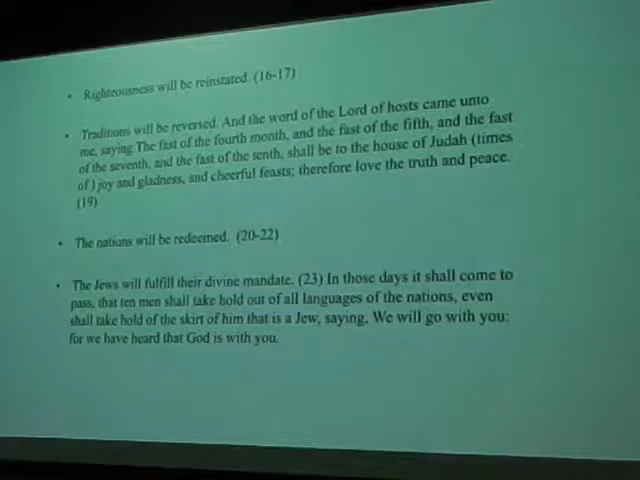 • Righteousness will be reinstated. (16-17)
• Traditions will be reversed. And the word of the Lord of hosts came unto
me, saying The fast of the fourth month, and the fast of the fifth, and the fast
of the seventh, and the fast of the tenth, shall be to the house of Judah (times
of ) joy and gladness, and cheerful feasts; therefore love the truth and peace.
(19)
• The nations will be redeemed. (20-22)
• The Jews will fulfill their divine mandate. (23) In those days it shall come to
pass, that ten men shall take hold out of all languages of the nations, even
shall take hold of the skirt of him that is a Jew, saying, We will go with you:
for we have heard that God is with you.